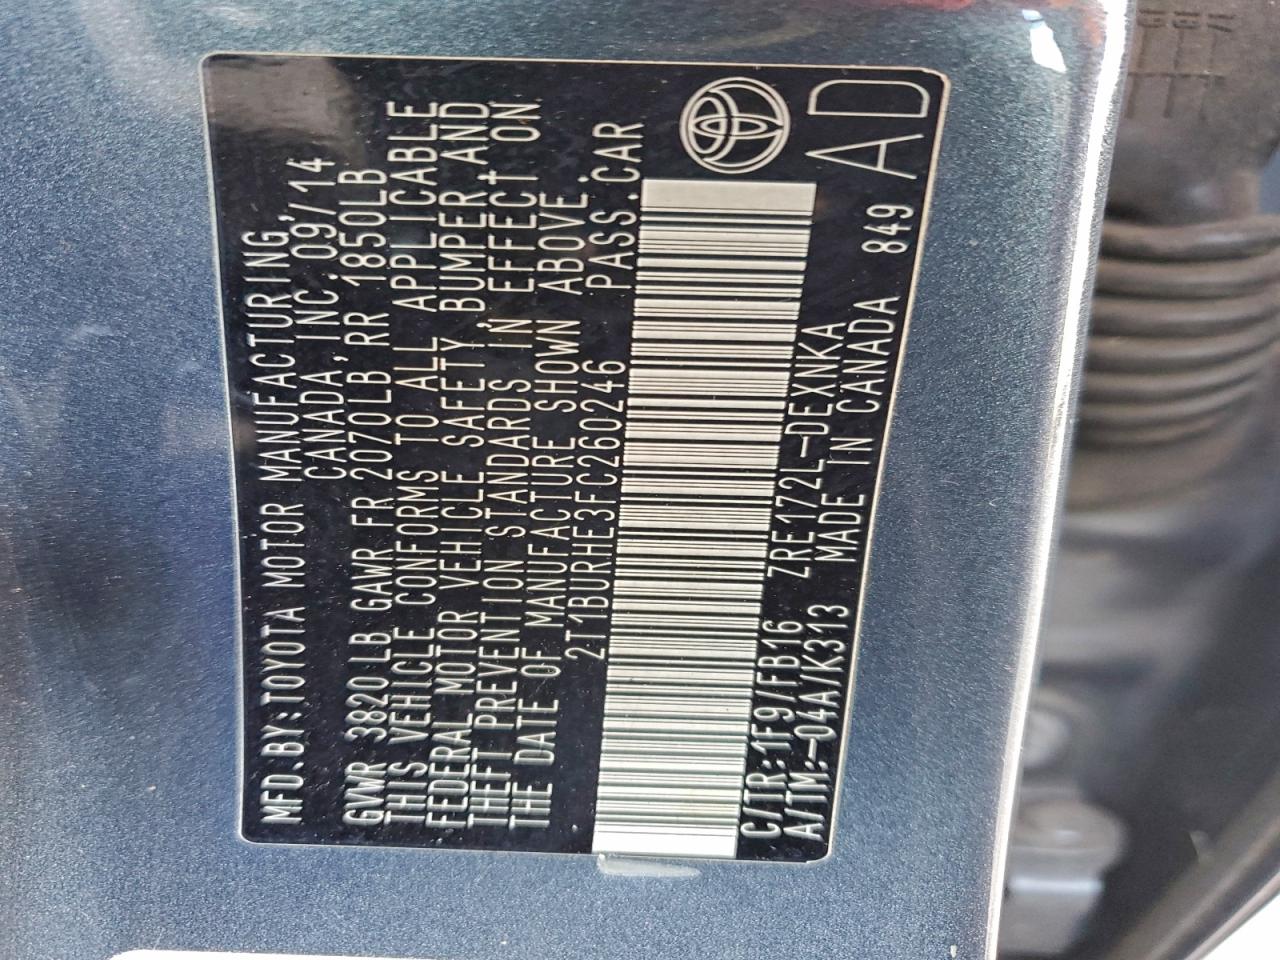 MFD.BY:TOYOTA MOTOR MANUFACTURING,
CANADA, INC. 09/14
GVWR 3820LB GAWR FR 2070LB RR 1850LB
THIS VEHICLE CONFORMS TO ALL APPLICABLE
FEDERAL MOTOR VEHICLE SAFETY, BUMPER,AND
THEFT PREVENTION STANDARDS IN EFFECT ON
THE DATE OF MANUFACTURE SHOWN ABOVE.
2T1BURHE3FC260246 PASS.CAR
C/TR:1F9/FB16 ZRE172L-DEXNKA
A/TM:-04A/K313 MADE IN CANADA 849
AD